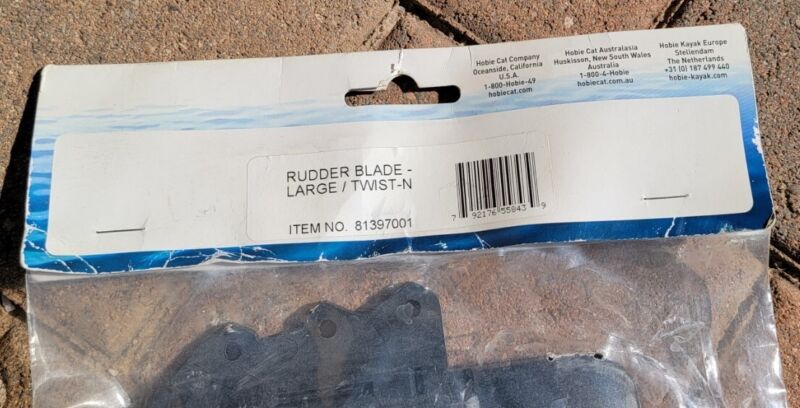 Hobie Cat Company
Oceanside, California
U.S.A.
1-800-Hobie-49
hobiecat.com
Hobie Cat Australasia
Huskisson, New South Wales
Australia
1-800-4-Hobie
hobiecat.com.au
Hobie Kayak Europe
Stellendam
The Netherlands
+31 (0) 187 499 440
hobie-kayak.com
RUDDER BLADE -
LARGE / TWIST-N
ITEM NO. 81397001
7 92176 55843 9